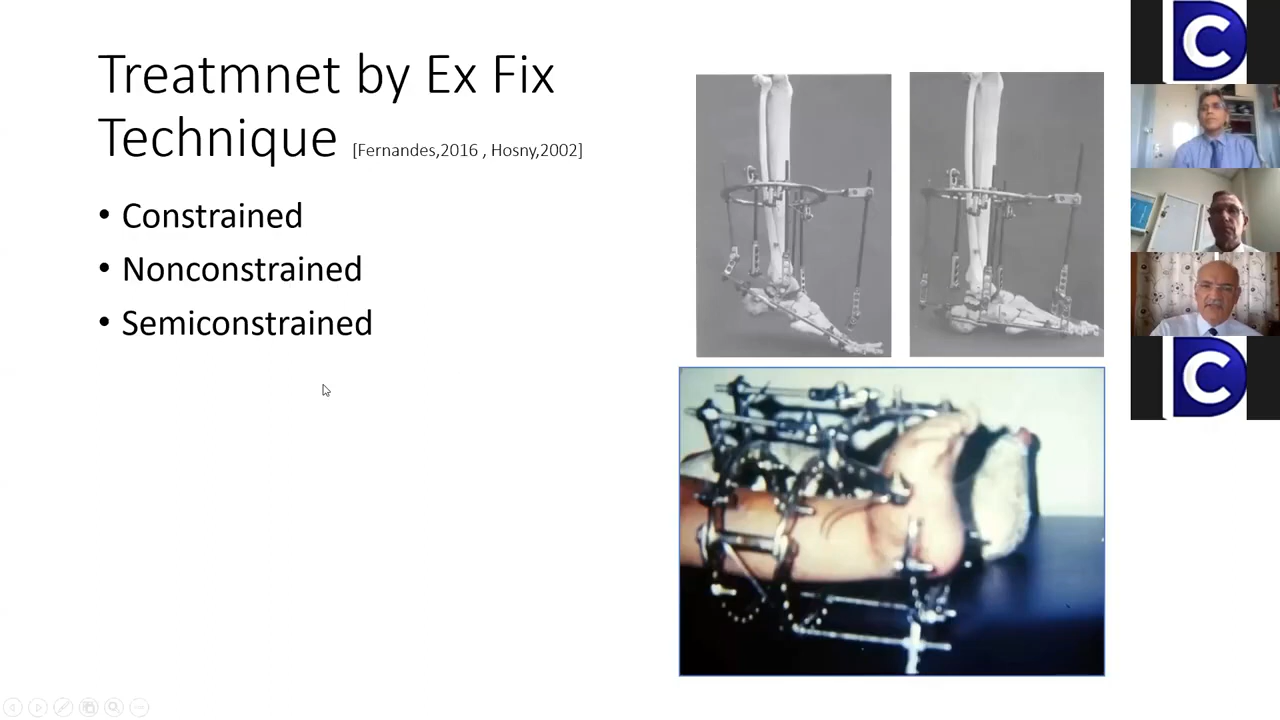 Treatmnet by Ex Fix
Technique [Fernandes,2016 , Hosny,2002]
• Constrained
• Nonconstrained
• Semiconstrained